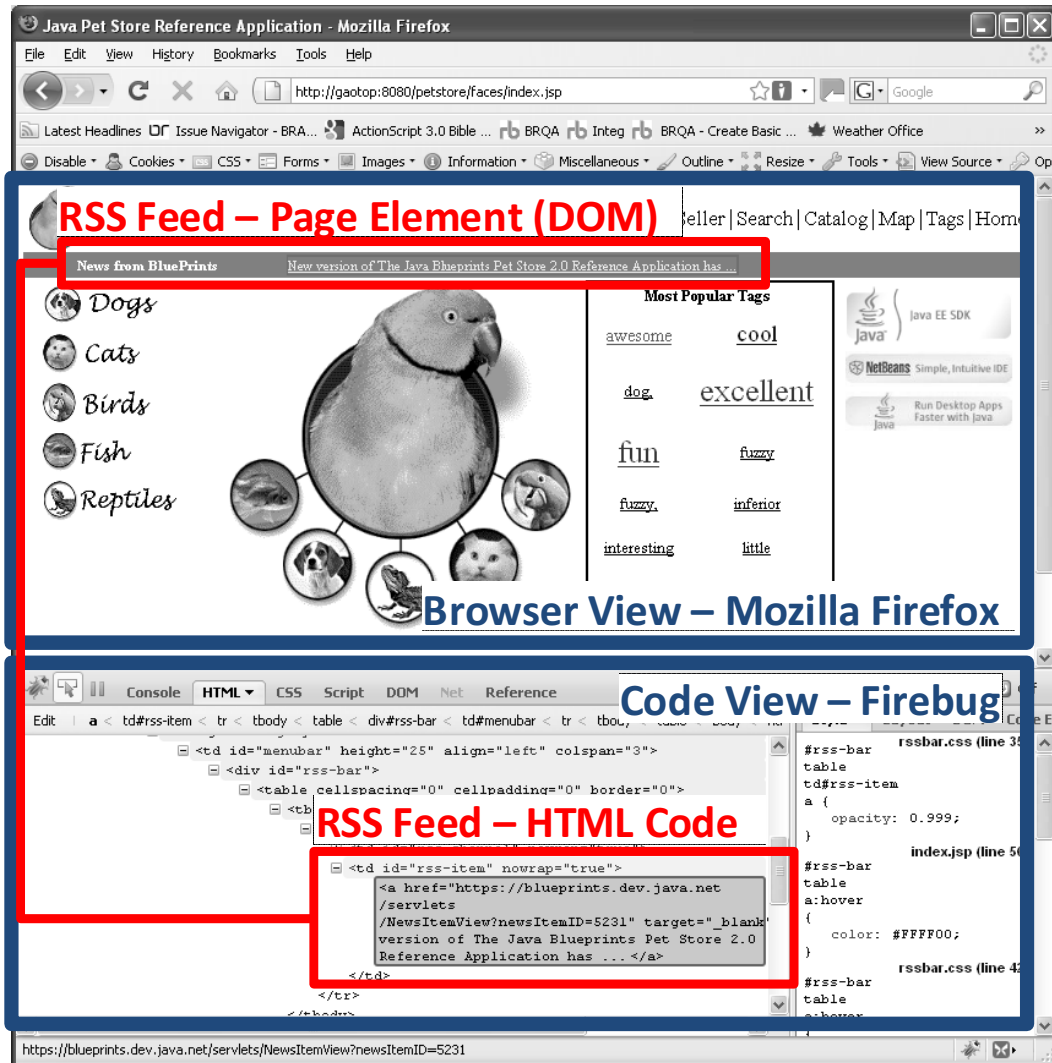 Java Pet Store Reference Application - Mozilla Firefox
File Edit View History Bookmarks Tools Help
http://gaotop:8080/petstore/faces/index.jsp
G Google
Latest Headlines Issue Navigator - BRA... ActionScript 3.0 Bible ... BRQA Integ BRQA - Create Basic ... Weather Office »
Disable Cookies CSS Forms Images Information Miscellaneous Outline Resize Tools View Source Op
RSS Feed – Page Element (DOM)
eller | Search | Catalog | Map | Tags | Home
News from BluePrints New version of The Java Blueprints Pet Store 2.0 Reference Application has ...
Dogs
Cats
Birds
Fish
Reptiles
Most Popular Tags
awesome cool
dog, excellent
fun fuzzy
fuzzy, inferior
interesting little
Java
Java EE SDK
NetBeans Simple, Intuitive IDE
Java
Run Desktop Apps
Faster with Java
Browser View – Mozilla Firefox
Console HTML CSS Script DOM Net Reference
Code View – Firebug
Edit a < td#rss-item < tr < tbody < table < div#rss-bar < td#menubar < tr <
<td id="menubar" height="25" align="left" colspan="3">
<div id="rss-bar">
<table cellspacing="0" cellpadding="0" border="0">
<tb
RSS Feed – HTML Code
<td id="rss-item" nowrap="true">
<a href="https://blueprints.dev.java.net
/servlets
/NewsItemView?newsItemID=5231" target="_blank"
version of The Java Blueprints Pet Store 2.0
Reference Application has ...</a>
</td>
</tr>
</tbody>
rssbar.css (line 35
#rss-bar
table
td#rss-item
a {
opacity: 0.999;
}
index.jsp (line 56
#rss-bar
table
a:hover
{
color: #FFFF00;
}
rssbar.css (line 42
#rss-bar
table
a:hover
https://blueprints.dev.java.net/servlets/NewsItemView?newsItemID=5231